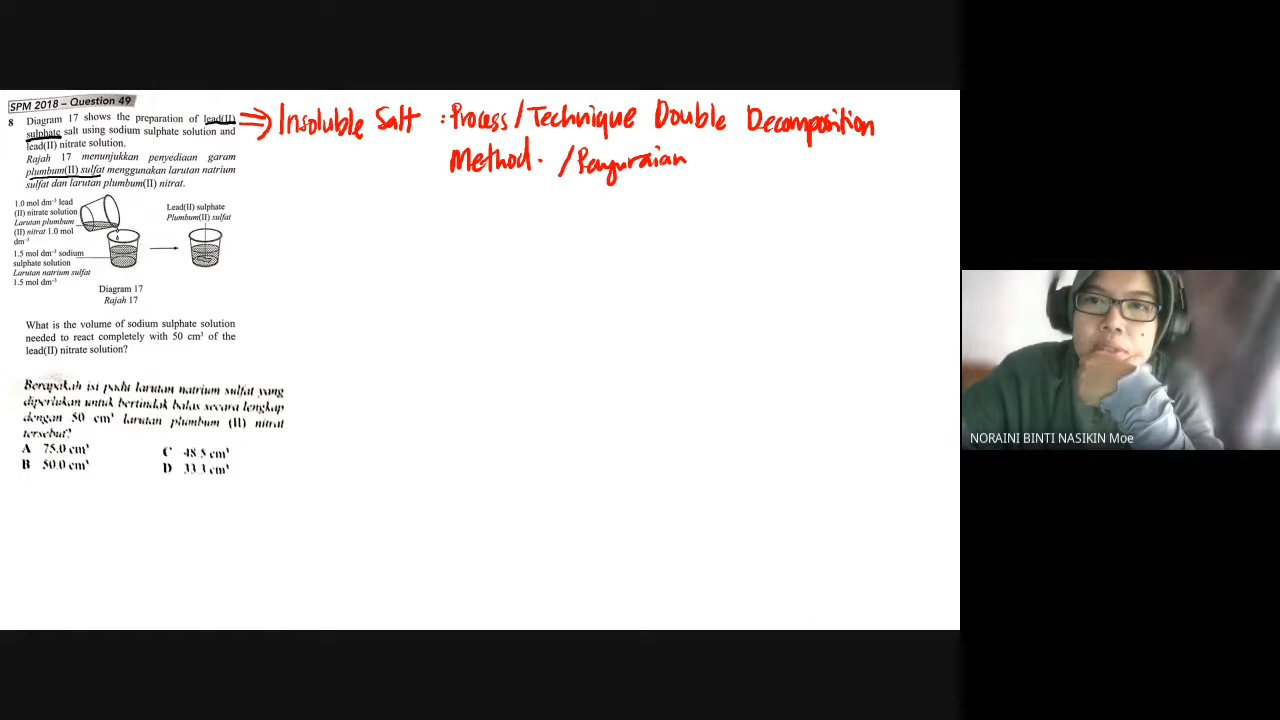 SPM 2018 – Question 49
8 Diagram 17 shows the preparation of lead(II)
sulphate salt using sodium sulphate solution and
lead(II) nitrate solution.
Rajah 17 menunjukkan penyediaan garam
plumbum(II) sulfat menggunakan larutan natrium
sulfat dan larutan plumbum(II) nitrat.
⇒ Insoluble Salt : Process/Technique Double Decomposition
Method. / Penguraian
1.0 mol dm⁻³ lead
(II) nitrate solution
Larutan plumbum
(II) nitrat 1.0 mol
dm⁻³
1.5 mol dm⁻³ sodium
sulphate solution
Larutan natrium sulfat
1.5 mol dm⁻³
Lead(II) sulphate
Plumbum(II) sulfat
Diagram 17
Rajah 17
What is the volume of sodium sulphate solution
needed to react completely with 50 cm³ of the
lead(II) nitrate solution?
Berapakah isi padu larutan natrium sulfat yang
diperlukan untuk bertindak balas secara lengkap
dengan 50 cm³ larutan plumbum (II) nitrat
tersebut?
A 75.0 cm³
B 50.0 cm³
C 48.5 cm³
D 33.3 cm³
NORAINI BINTI NASIKIN Moe